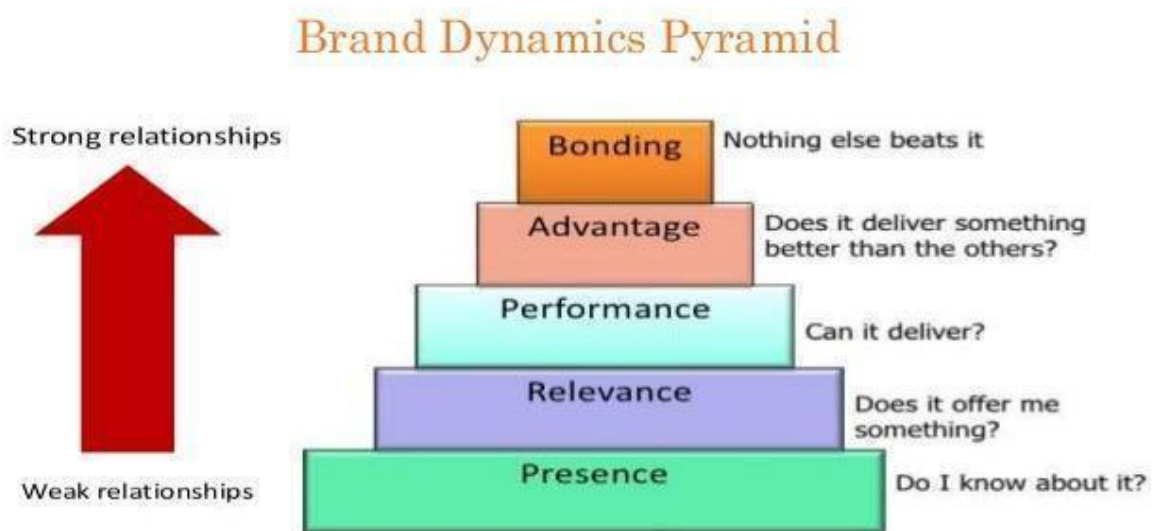 Brand Dynamics Pyramid
Strong relationships
Bonding
Nothing else beats it
Advantage
Does it deliver something
better than the others?
Performance
Can it deliver?
Relevance
Does it offer me
something?
Weak relationships
Presence
Do I know about it?